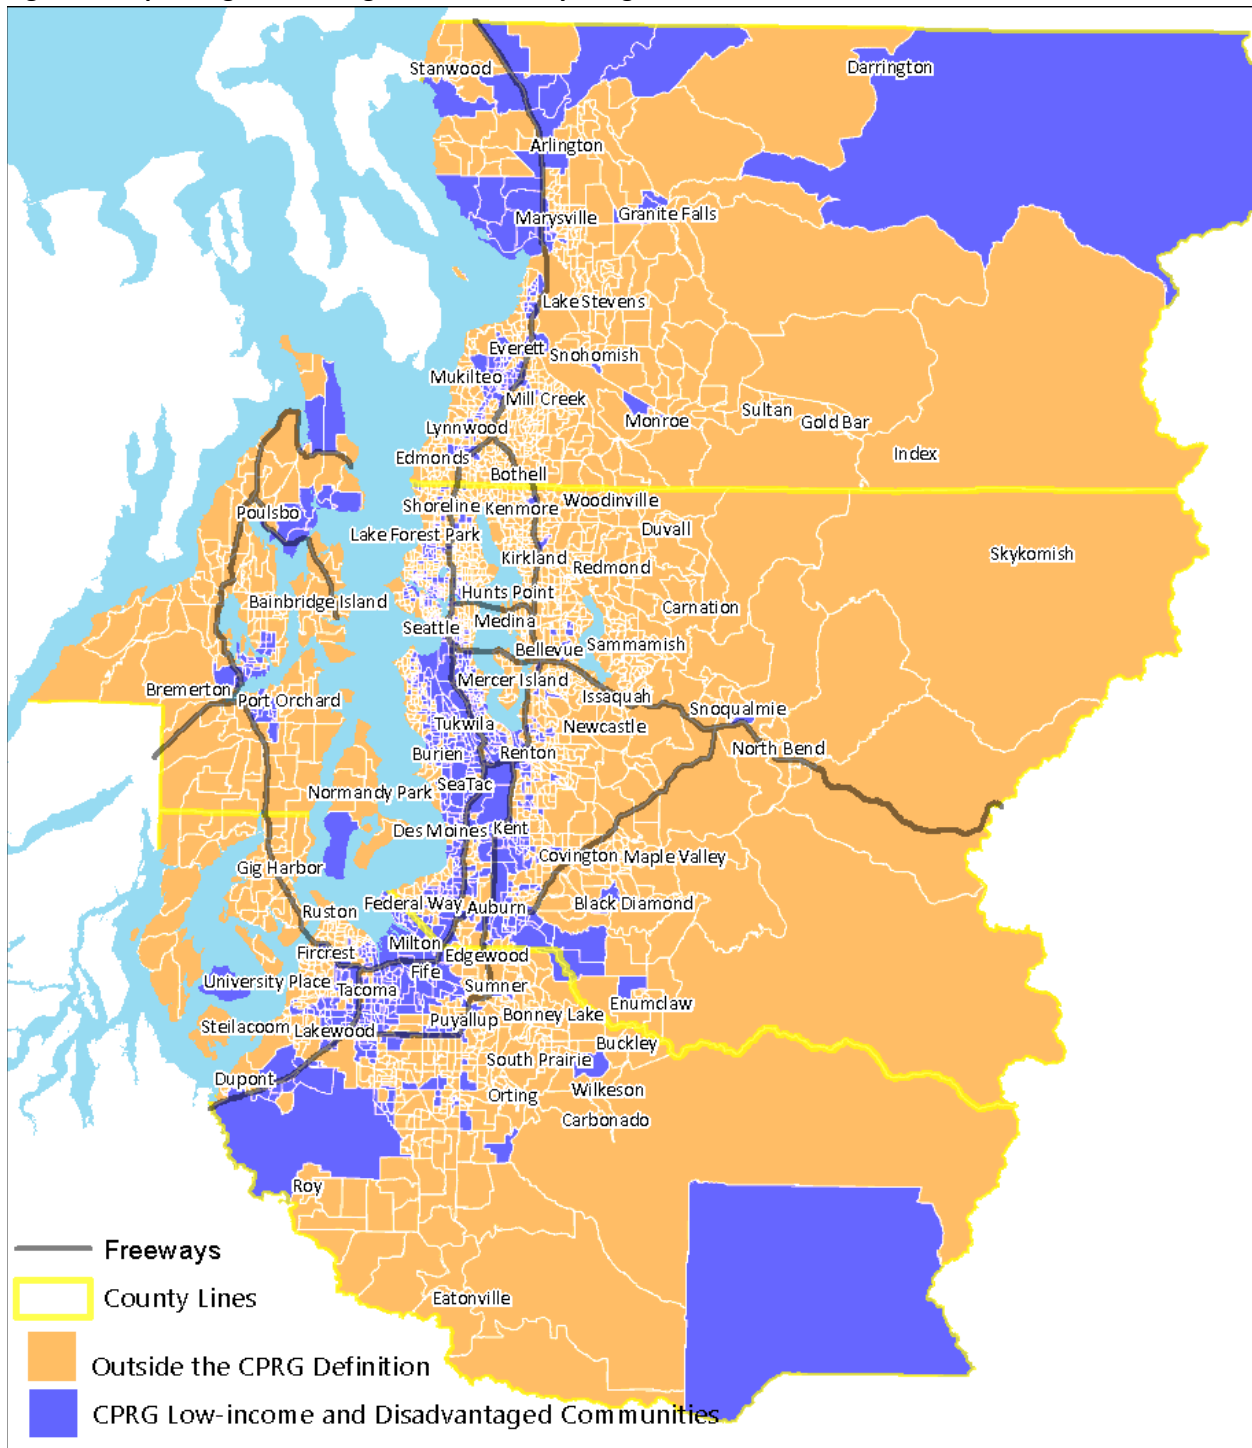 Stanwood
Darrington
Arlington
Marysville
Granite Falls
Lake Stevens
Everett
Snohomish
Mukilteo
Mill Creek
Monroe
Sultan
Gold Bar
Lynnwood
Index
Edmonds
Bothell
Woodinville
Shoreline
Kenmore
Poulsbo
Duvall
Lake Forest Park
Skykomish
Kirkland
Redmond
Hunts Point
Bainbridge Island
Carnation
Medina
Seattle
Sammamish
Bellevue
Mercer Island
Bremerton
Issaquah
Port Orchard
Snoqualmie
Tukwila
Newcastle
North Bend
Burien
Renton
SeaTac
Normandy Park
Des Moines
Kent
Covington
Maple Valley
Gig Harbor
Federal Way
Black Diamond
Ruston
Auburn
Milton
Fircrest
Edgewood
Fife
University Place
Tacoma
Sumner
Enumclaw
Bonney Lake
Puyallup
Steilacoom
Lakewood
Buckley
South Prairie
Dupont
Wilkeson
Orting
Carbonado
Roy
Eatonville
Freeways
County Lines
Outside the CPRG Definition
CPRG Low-income and Disadvantaged Communities